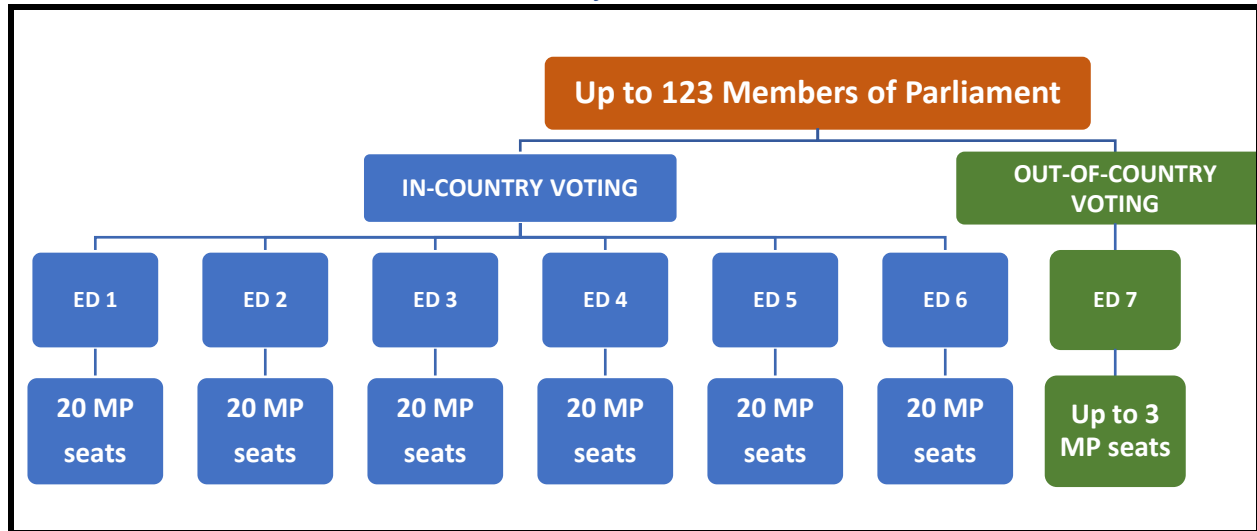 Up to 123 Members of Parliament
IN-COUNTRY VOTING
OUT-OF-COUNTRY
VOTING
ED 1
ED 2
ED 3
ED 4
ED 5
ED 6
ED 7
20 MP
seats
20 MP
seats
20 MP
seats
20 MP
seats
20 MP
seats
20 MP
seats
Up to 3
MP seats